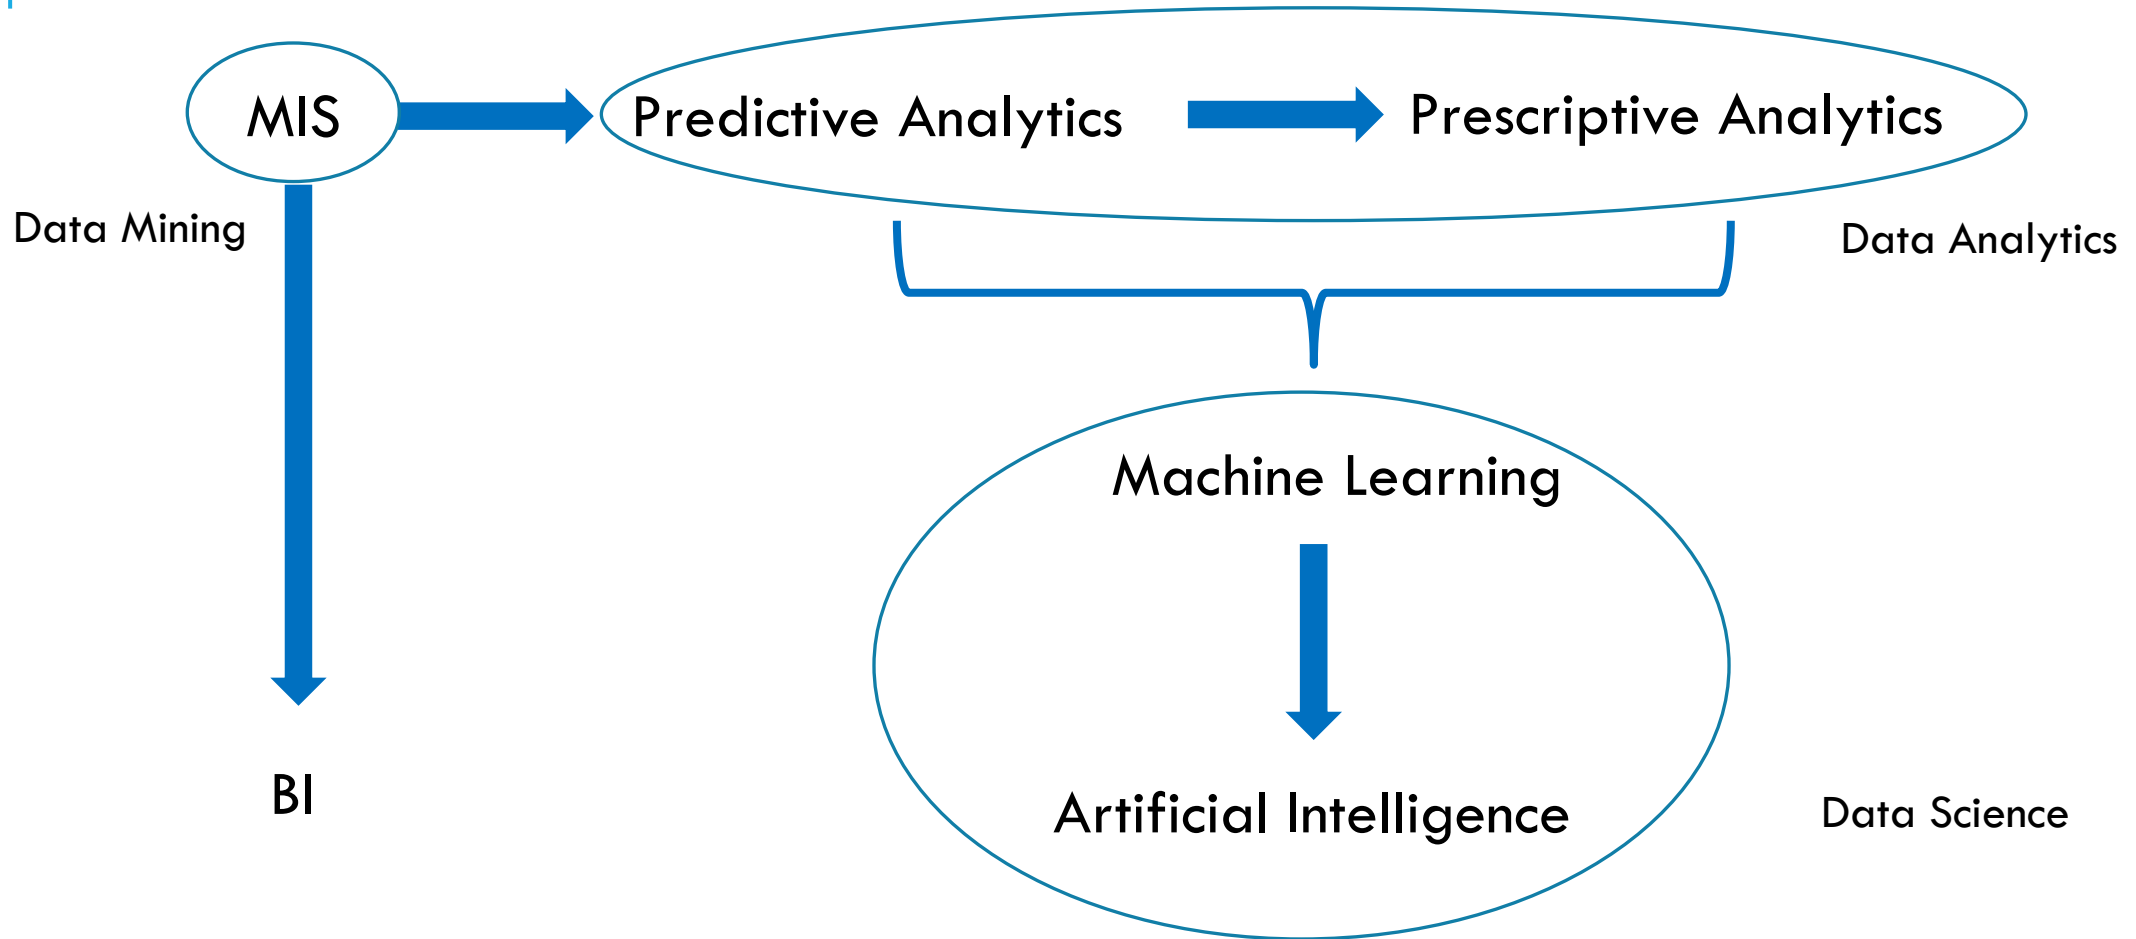 MIS
Predictive Analytics
Prescriptive Analytics
Data Mining
Data Analytics
Machine Learning
BI
Artificial Intelligence
Data Science